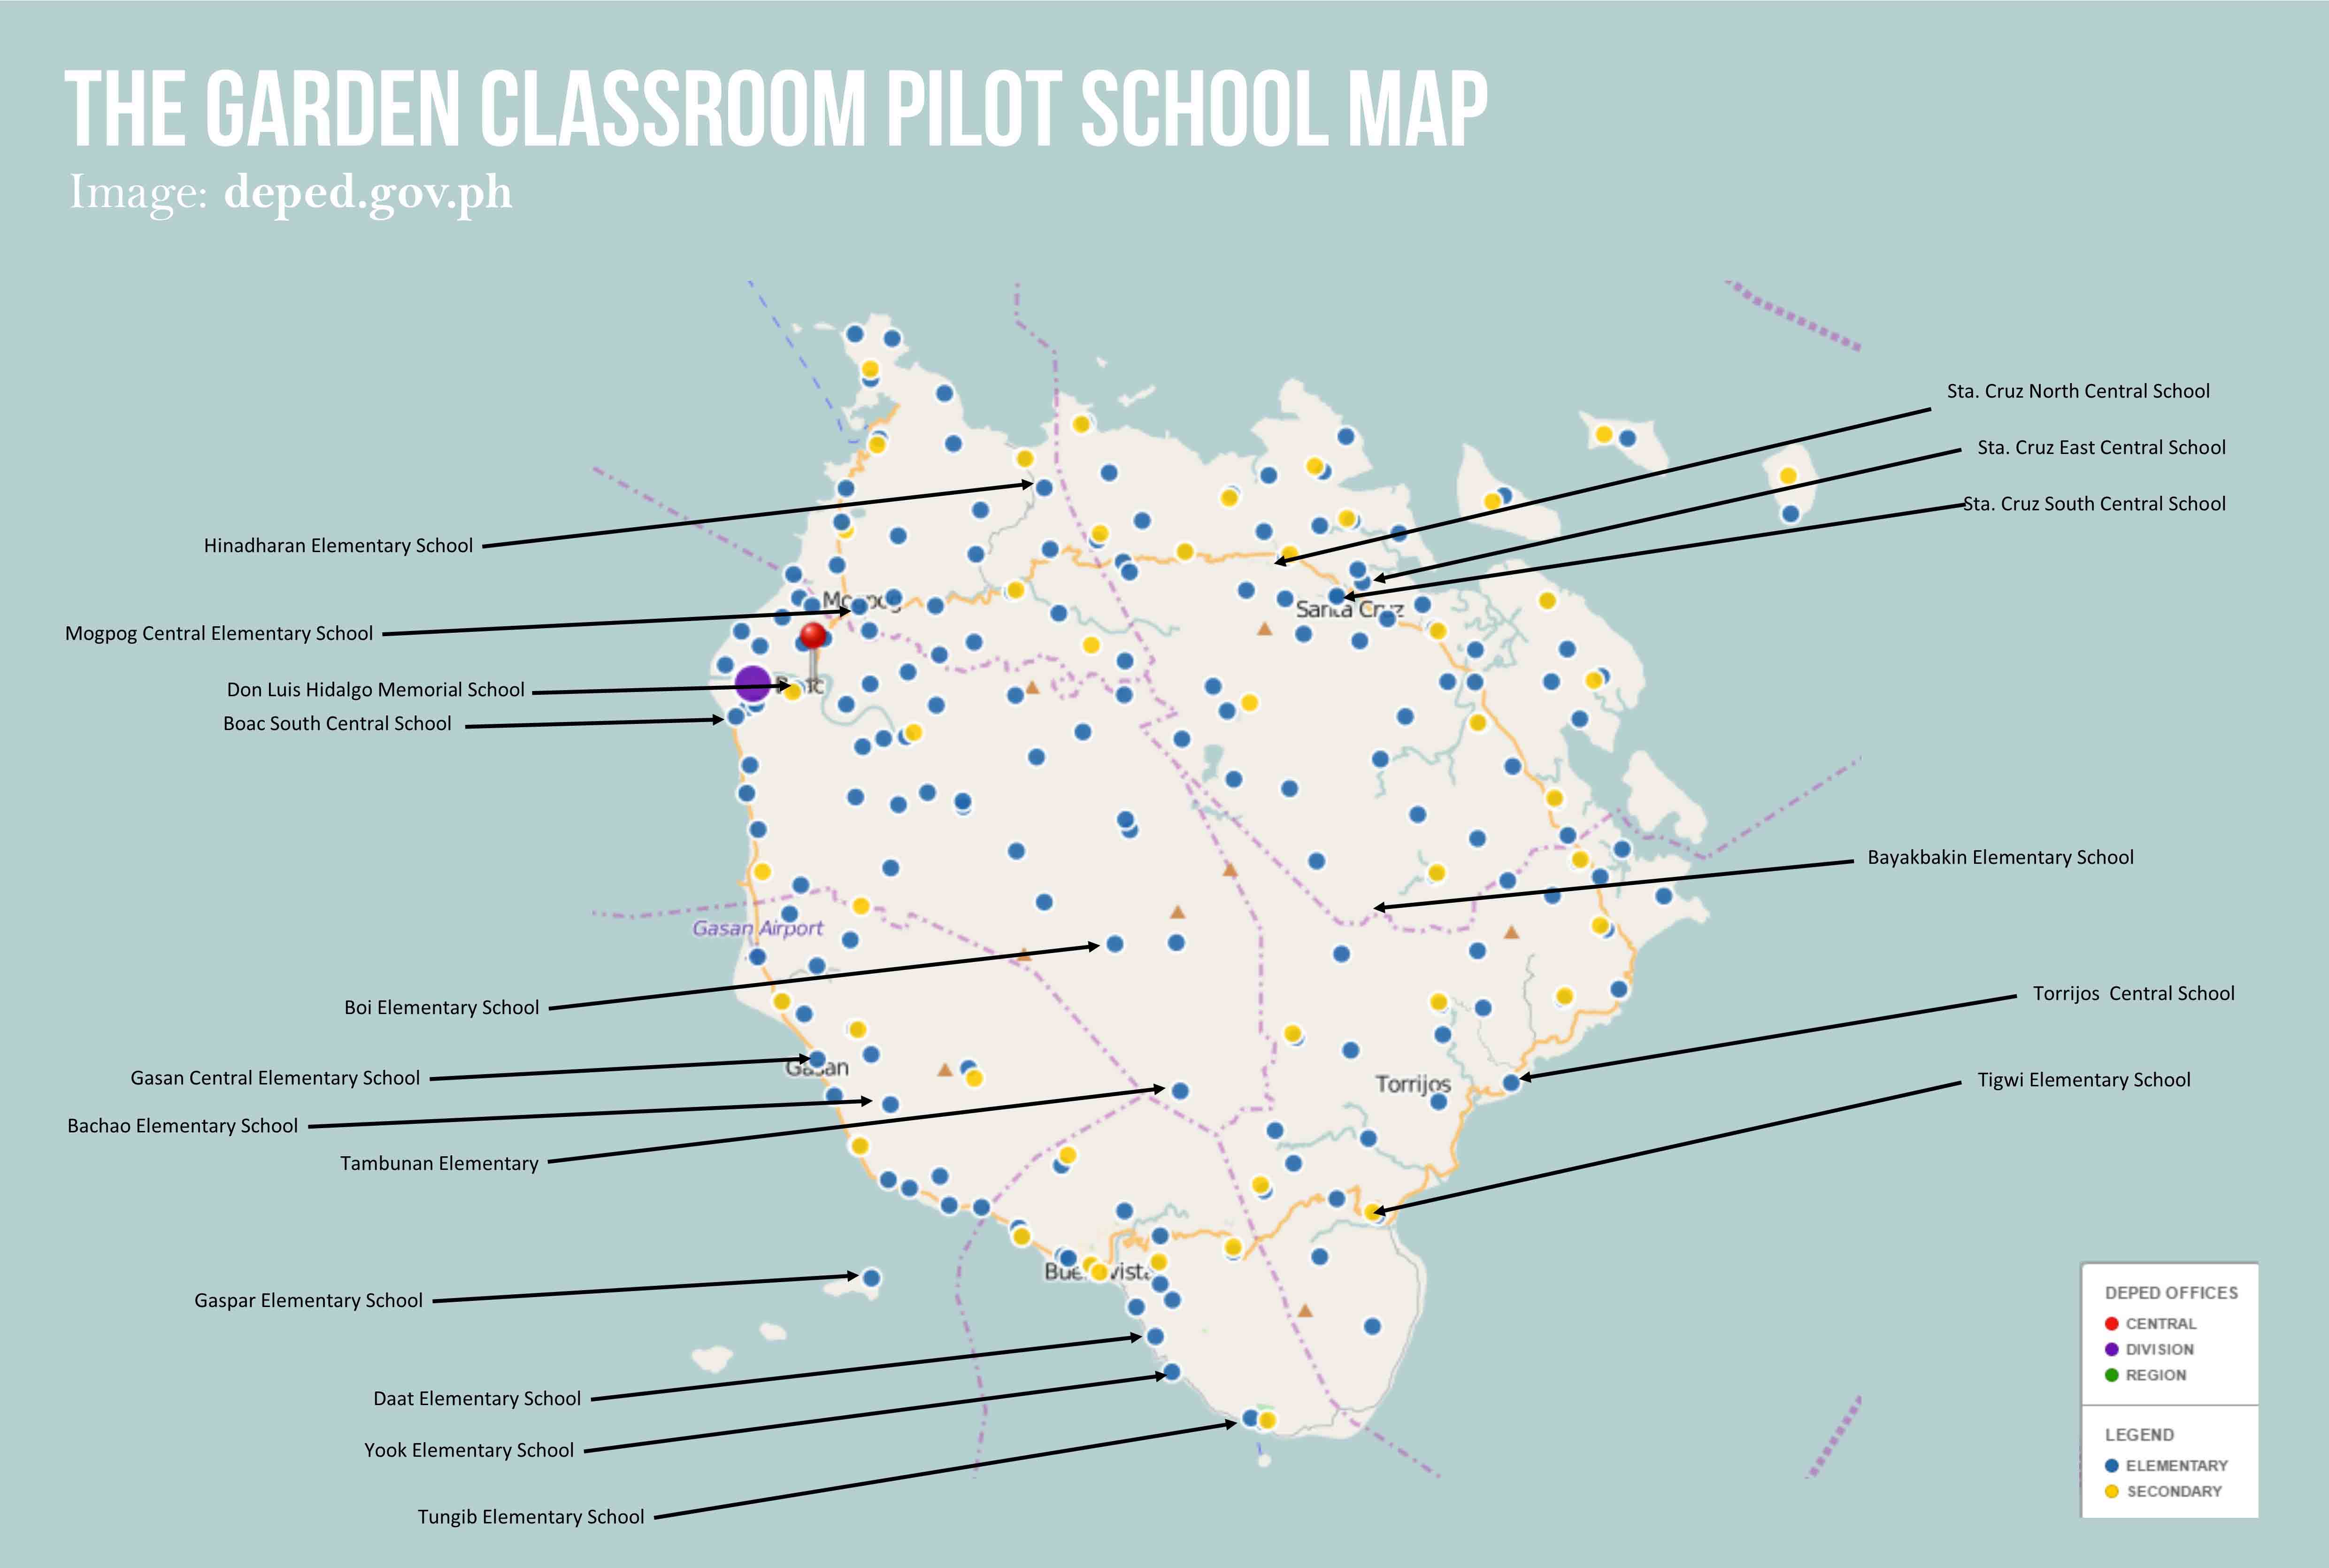 THE GARDEN CLASSROOM PILOT SCHOOL MAP
Image: deped.gov.ph
Sta. Cruz North Central School
Sta. Cruz East Central School
Sta. Cruz South Central School
Hinadharan Elementary School
Mogpog
Santa Cruz
Mogpog Central Elementary School
Don Luis Hidalgo Memorial School
Boac South Central School
Bayakbakin Elementary School
Gasan Airport
Boi Elementary School
Torrijos Central School
Gasan
Gasan Central Elementary School
Torrijos
Tigwi Elementary School
Bachao Elementary School
Tambunan Elementary
Buenavista
Gaspar Elementary School
Daat Elementary School
Yook Elementary School
Tungib Elementary School
DEPED OFFICES
CENTRAL
DIVISION
REGION
LEGEND
ELEMENTARY
SECONDARY